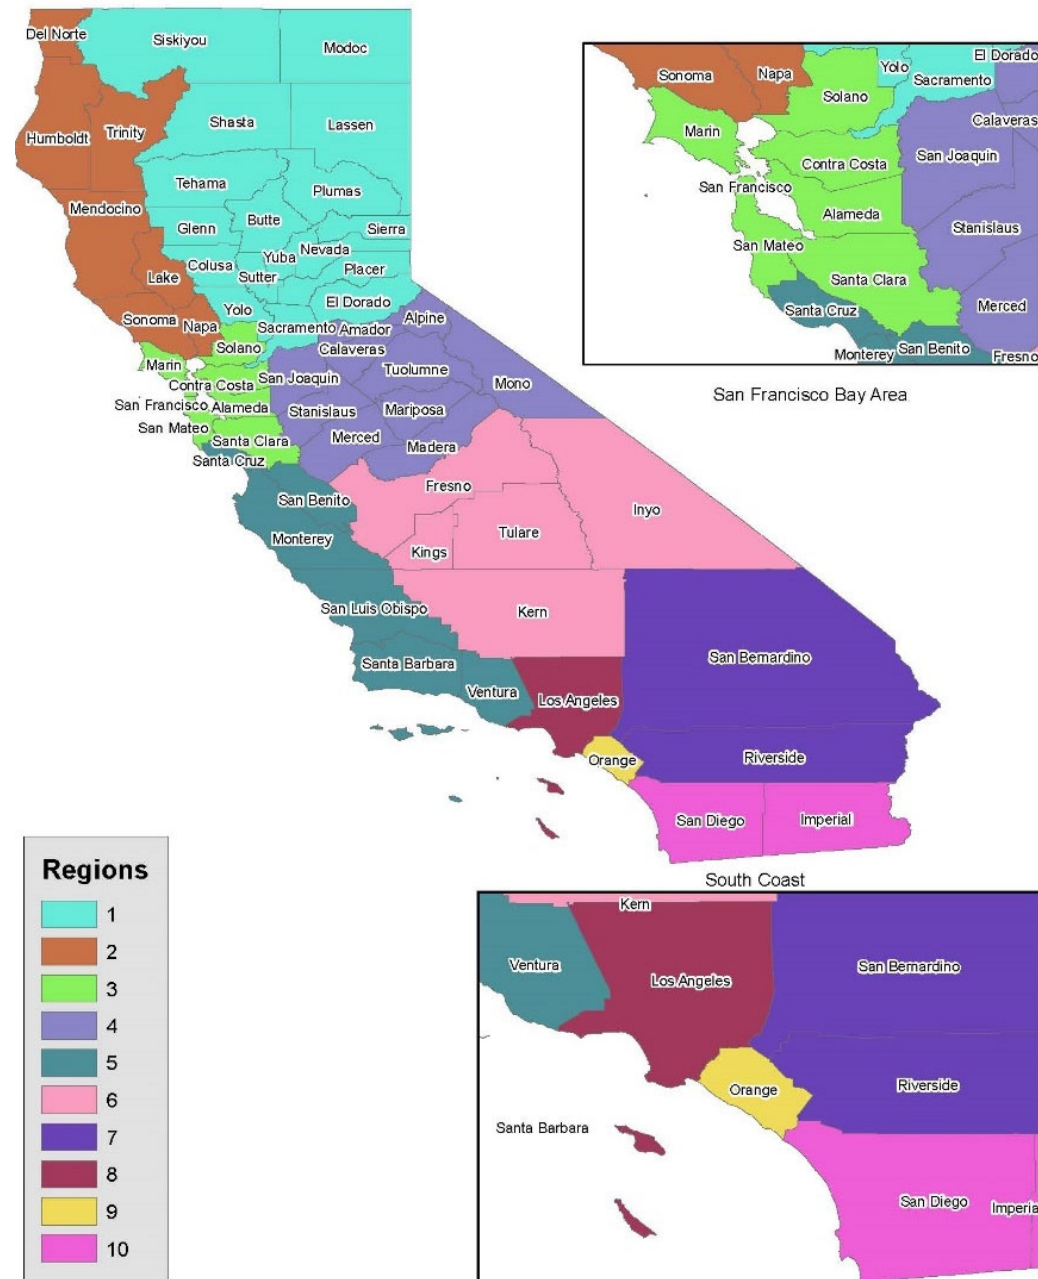 Del Norte
Siskiyou
Modoc
Humboldt
Trinity
Shasta
Lassen
Tehama
Plumas
Mendocino
Glenn
Butte
Sierra
Colusa
Yuba
Nevada
Lake
Sutter
Placer
Yolo
El Dorado
Sonoma
Napa
Sacramento
Amador
Alpine
Solano
Calaveras
Marin
Contra Costa
San Joaquin
Tuolumne
Mono
San Francisco
Alameda
Stanislaus
Mariposa
San Mateo
Santa Clara
Merced
Madera
Santa Cruz
Fresno
San Benito
Inyo
Monterey
Kings
Tulare
San Luis Obispo
Kern
Santa Barbara
Ventura
Los Angeles
San Bernardino
Orange
Riverside
San Diego
Imperial
El Dorado
Sonoma
Napa
Yolo
Sacramento
Solano
Calaveras
Marin
Contra Costa
San Joaquin
San Francisco
Alameda
Stanislaus
San Mateo
Santa Clara
Santa Cruz
Merced
Monterey
San Benito
Fresno
San Francisco Bay Area
Regions
1
2
3
4
5
6
7
8
9
10
South Coast
Kern
Ventura
Los Angeles
San Bernardino
Orange
Riverside
Santa Barbara
San Diego
Imperia